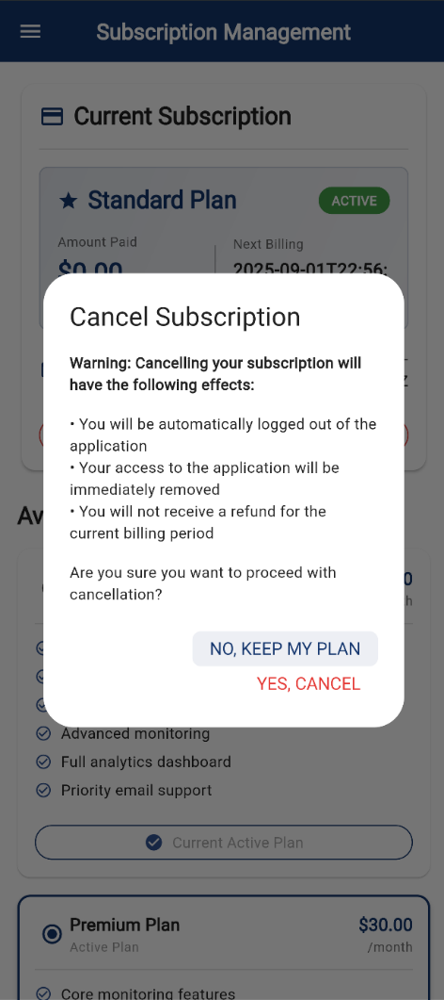 Subscription Management
Current Subscription
Standard Plan
ACTIVE
Amount Paid
Next Billing
$0.00
2025-09-01T22:56:
Cancel Subscription
Warning: Cancelling your subscription will
have the following effects:
• You will be automatically logged out of the
application
• Your access to the application will be
immediately removed
• You will not receive a refund for the
current billing period
Are you sure you want to proceed with
cancellation?
NO, KEEP MY PLAN
YES, CANCEL
Advanced monitoring
Full analytics dashboard
Priority email support
Current Active Plan
Premium Plan
$30.00
Active Plan
/month
Core monitoring features